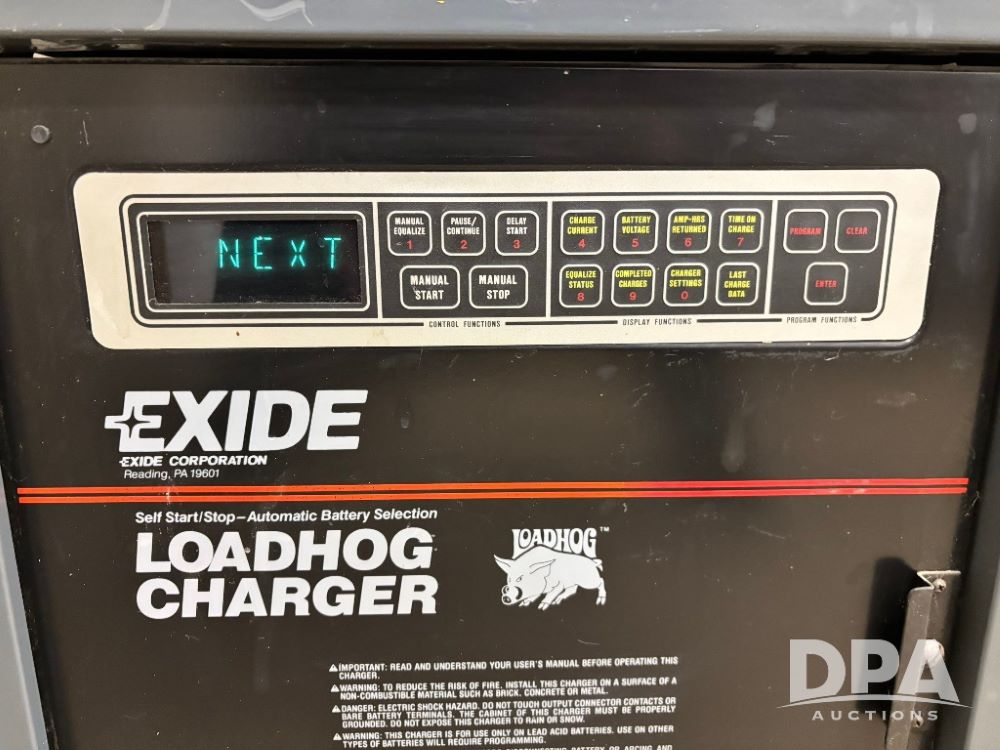 NEXT
MANUAL
EQUALIZE
1
PAUSE/
CONTINUE
2
DELAY
START
3
MANUAL
START
MANUAL
STOP
CONTROL FUNCTIONS
CHARGE
CURRENT
4
BATTERY
VOLTAGE
5
AMP-HRS
RETURNED
6
TIME ON
CHARGE
7
EQUALIZE
STATUS
8
COMPLETED
CHARGES
9
CHARGER
SETTINGS
0
LAST
CHARGE
DATA
DISPLAY FUNCTIONS
PROGRAM
CLEAR
ENTER
PROGRAM FUNCTIONS
EXIDE
EXIDE CORPORATION
Reading, PA 19601
Self Start/Stop–Automatic Battery Selection
LOADHOG
CHARGER
LOADHOG™
⚠IMPORTANT: READ AND UNDERSTAND YOUR USER'S MANUAL BEFORE OPERATING THIS
CHARGER.
⚠WARNING: TO REDUCE THE RISK OF FIRE, INSTALL THIS CHARGER ON A SURFACE OF A
NON-COMBUSTIBLE MATERIAL SUCH AS BRICK, CONCRETE OR METAL.
⚠DANGER: ELECTRIC SHOCK HAZARD. DO NOT TOUCH OUTPUT CONNECTOR CONTACTS OR
BARE BATTERY TERMINALS. THE CABINET OF THIS CHARGER MUST BE PROPERLY
GROUNDED. DO NOT EXPOSE THIS CHARGER TO RAIN OR SNOW.
⚠WARNING: THIS CHARGER IS FOR USE ONLY ON LEAD ACID BATTERIES. USE ON OTHER
TYPES OF BATTERIES WILL REQUIRE PROGRAMMING.
DPA
AUCTIONS